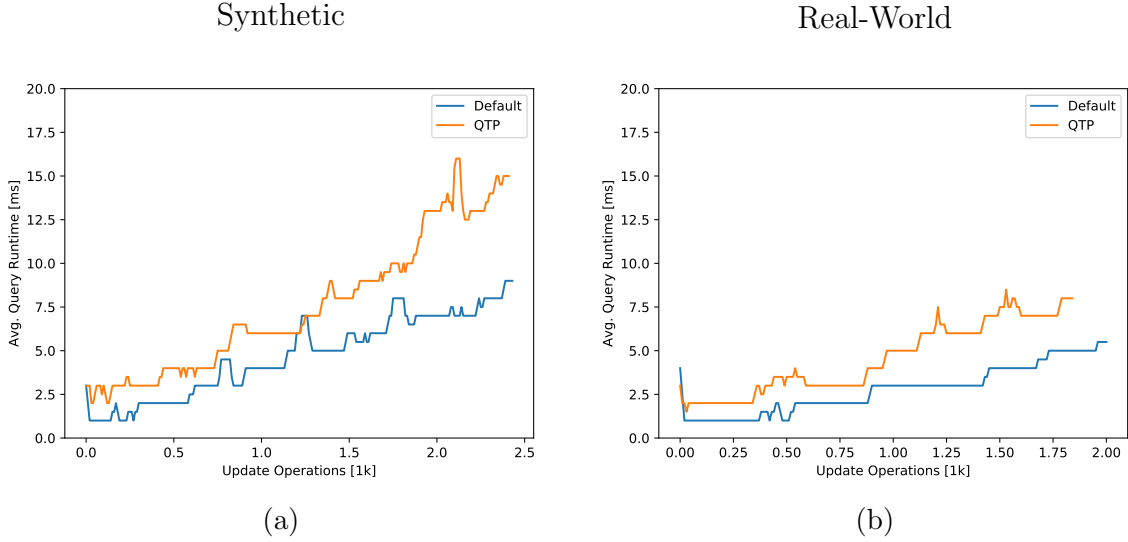 Synthetic
Real-World
20.0
17.5
15.0
12.5
10.0
7.5
5.0
2.5
0.0
Avg. Query Runtime [ms]
Default
QTP
0.0 0.5 1.0 1.5 2.0 2.5
Update Operations [1k]
(a)
20.0
17.5
15.0
12.5
10.0
7.5
5.0
2.5
0.0
Avg. Query Runtime [ms]
Default
QTP
0.00 0.25 0.50 0.75 1.00 1.25 1.50 1.75 2.00
Update Operations [1k]
(b)